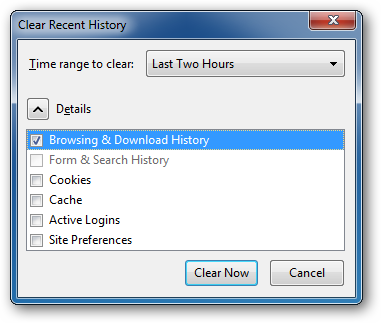 Clear Recent History
Time range to clear: Last Two Hours
Details
Browsing & Download History
Form & Search History
Cookies
Cache
Active Logins
Site Preferences
Clear Now Cancel